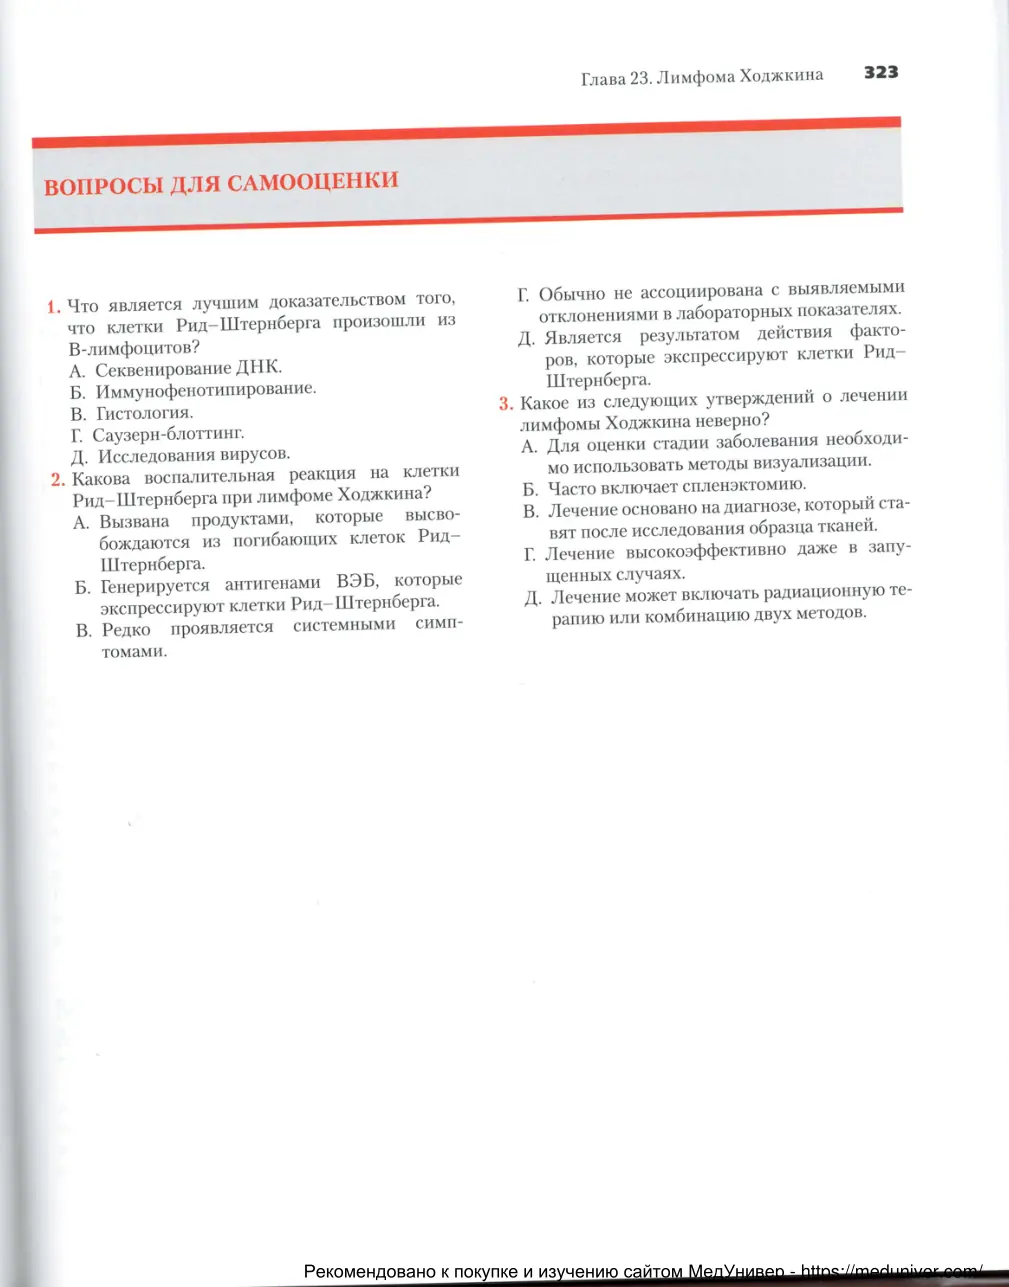 Глава 23. Лимфома Ходжкина 323
ВОПРОСЫ ДЛЯ САМООЦЕНКИ
1. Что является лучшим доказательством того,
что клетки Рид–Штернберга произошли из
В-лимфоцитов?
А. Секвенирование ДНК.
Б. Иммунофенотипирование.
В. Гистология.
Г. Саузерн-блоттинг.
Д. Исследования вирусов.
2. Какова воспалительная реакция на клетки
Рид–Штернберга при лимфоме Ходжкина?
А. Вызвана продуктами, которые высво-
бождаются из погибающих клеток Рид–
Штернберга.
Б. Генерируется антигенами ВЭБ, которые
экспрессируют клетки Рид–Штернберга.
В. Редко проявляется системными симп-
томами.
Г. Обычно не ассоциирована с выявляемыми
отклонениями в лабораторных показателях.
Д. Является результатом действия факто-
ров, которые экспрессируют клетки Рид–
Штернберга.
3. Какое из следующих утверждений о лечении
лимфомы Ходжкина неверно?
А. Для оценки стадии заболевания необходи-
мо использовать методы визуализации.
Б. Часто включает спленэктомию.
В. Лечение основано на диагнозе, который ста-
вят после исследования образца тканей.
Г. Лечение высокоэффективно даже в запу-
щенных случаях.
Д. Лечение может включать радиационную те-
рапию или комбинацию двух методов.
Рекомендовано к покупке и изучению сайтом МедУнивер - https://meduniver.com/